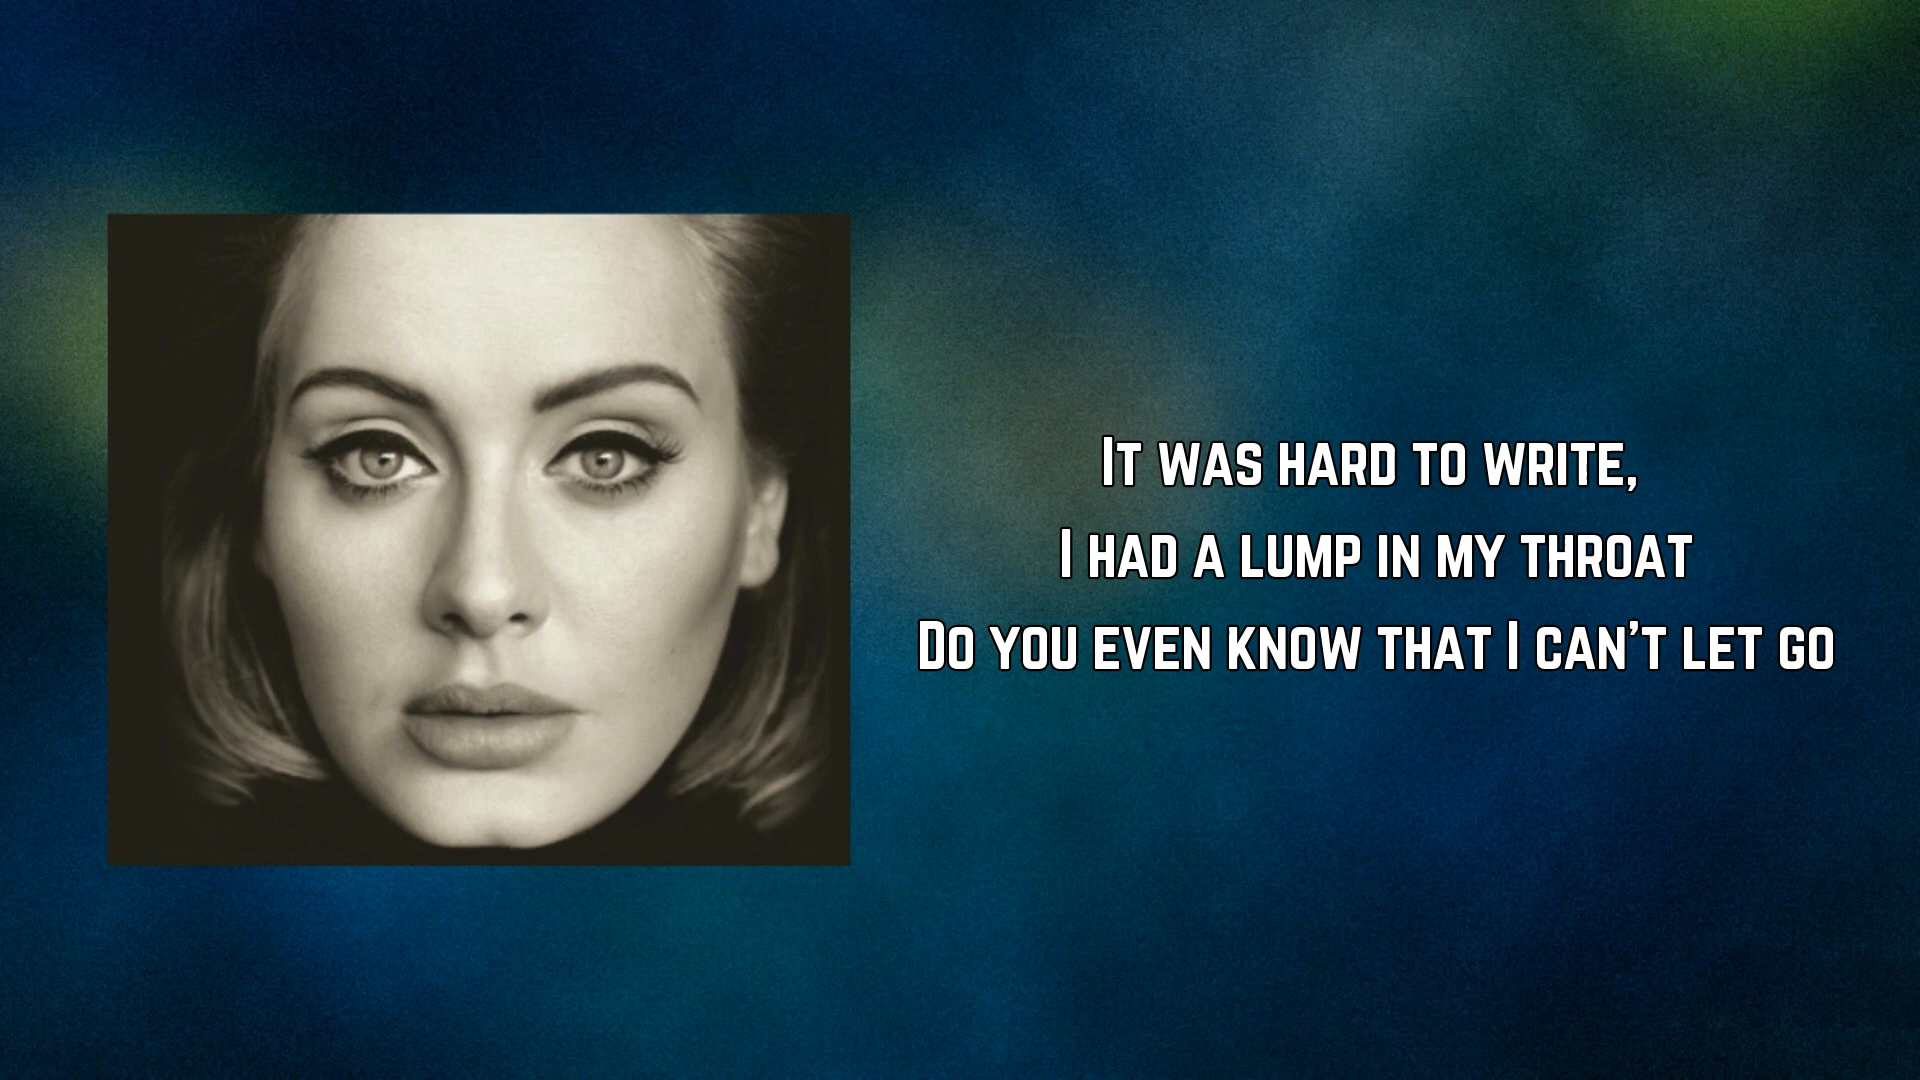 It was hard to write,
I had a lump in my throat
Do you even know that I can't let go